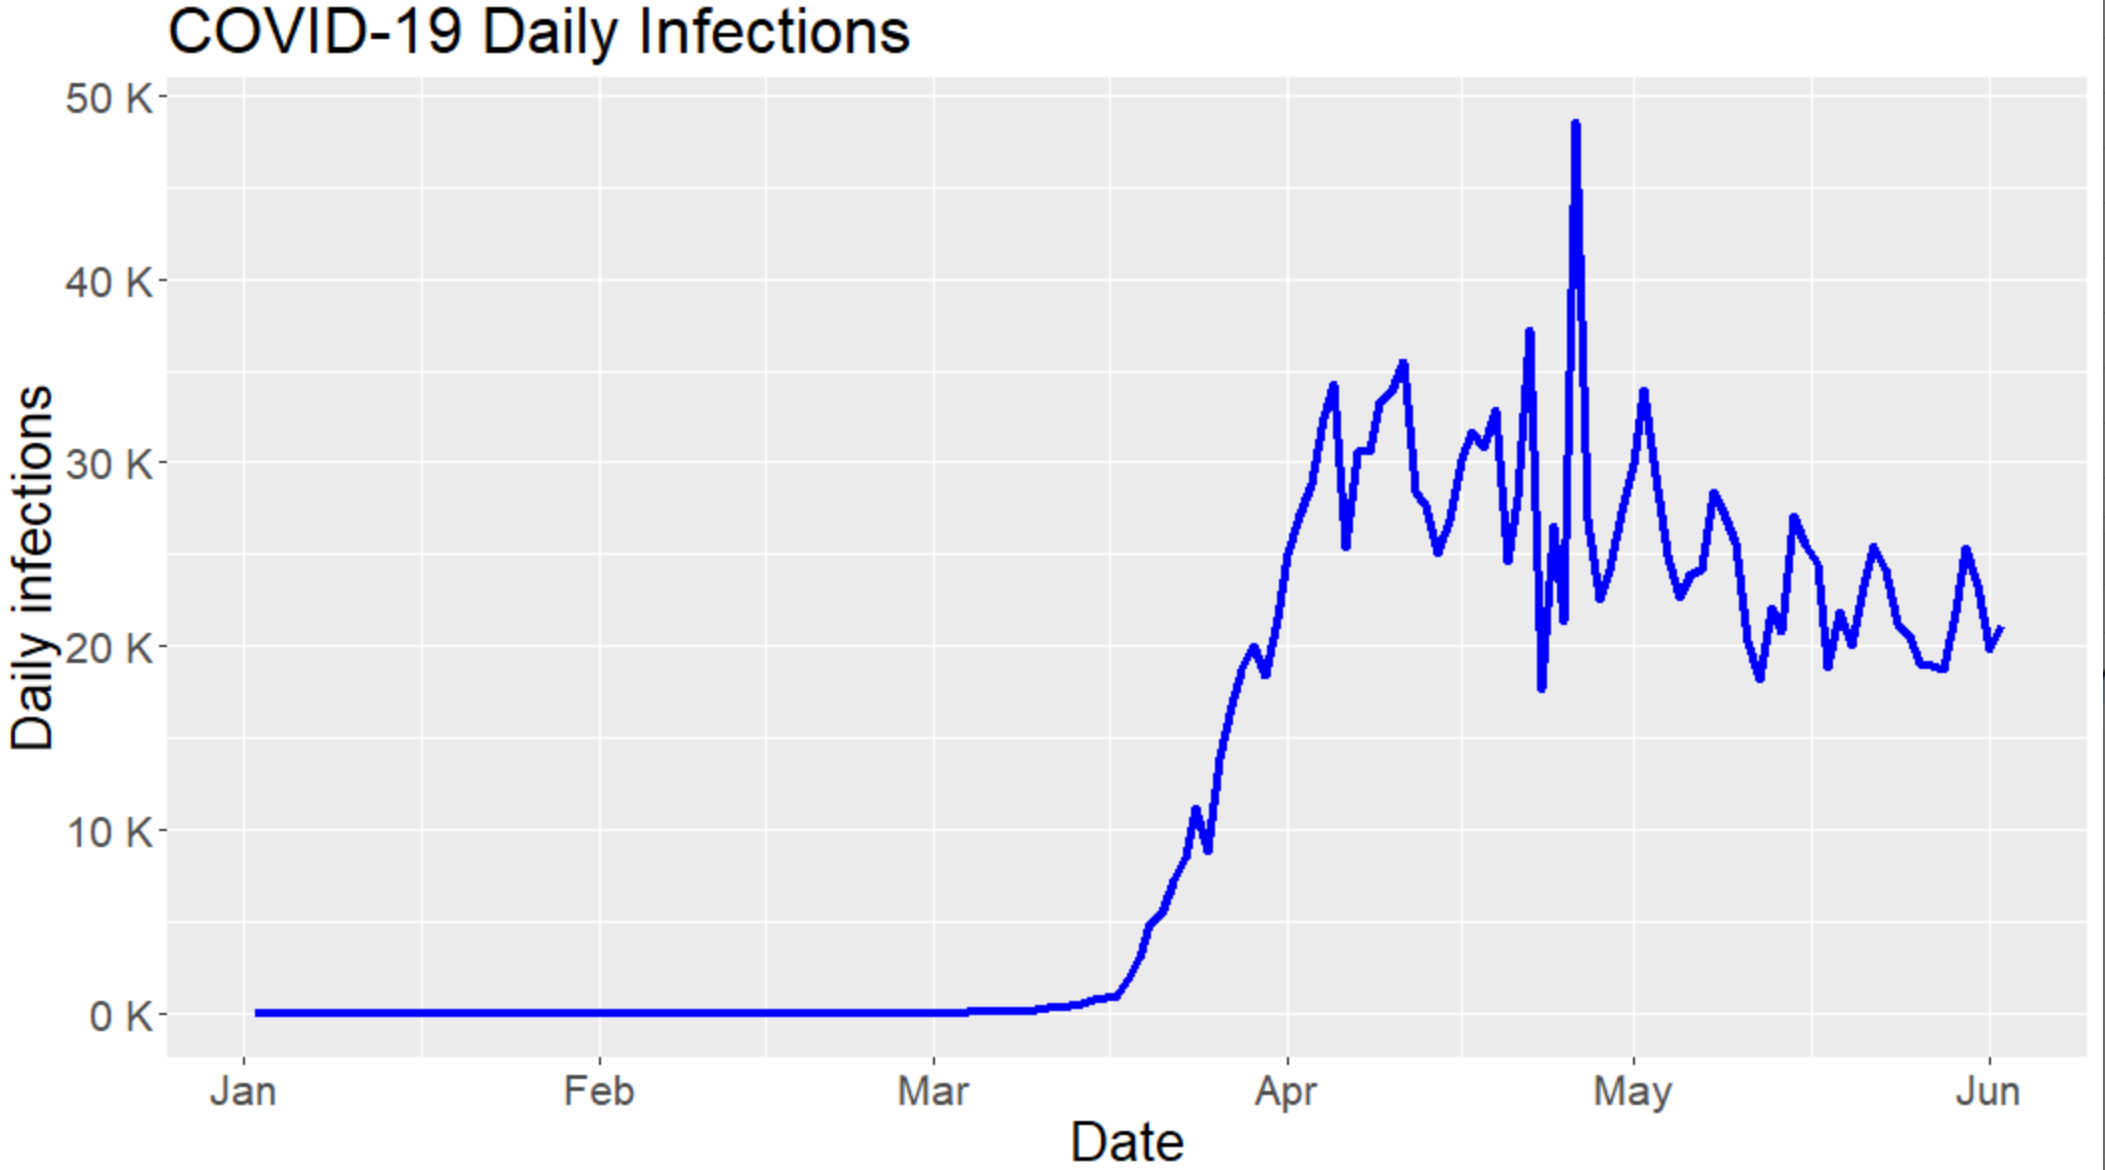 COVID-19 Daily Infections
50 K
40 K
30 K
20 K
10 K
0 K
Daily infections
Jan Feb Mar Apr May Jun
Date